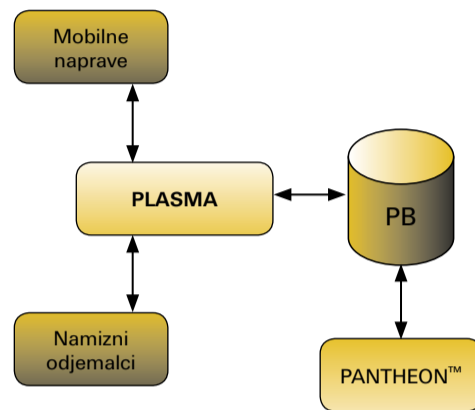 Mobilne
naprave
PLASMA
PB
Namizni
odjemalci
PANTHEON™